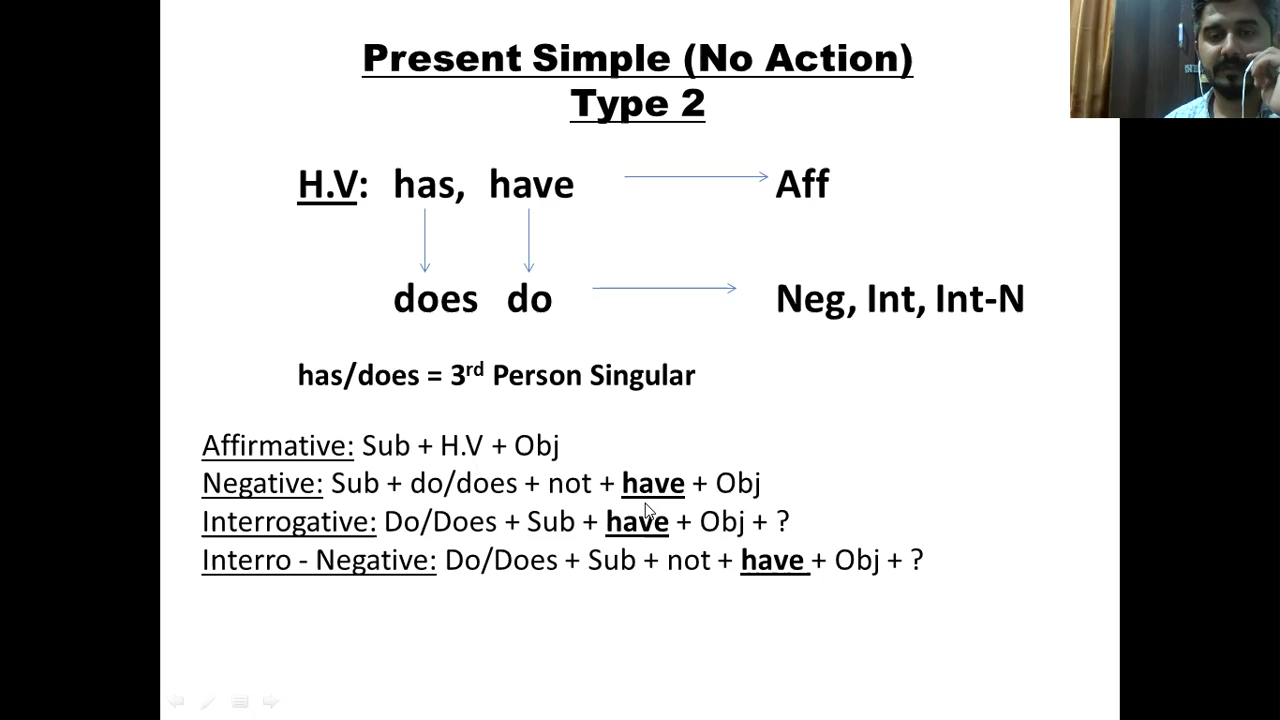 Present Simple (No Action)
Type 2
H.V: has, have Aff
does do Neg, Int, Int-N
has/does = 3rd Person Singular
Affirmative: Sub + H.V + Obj
Negative: Sub + do/does + not + have + Obj
Interrogative: Do/Does + Sub + have + Obj + ?
Interro - Negative: Do/Does + Sub + not + have + Obj + ?